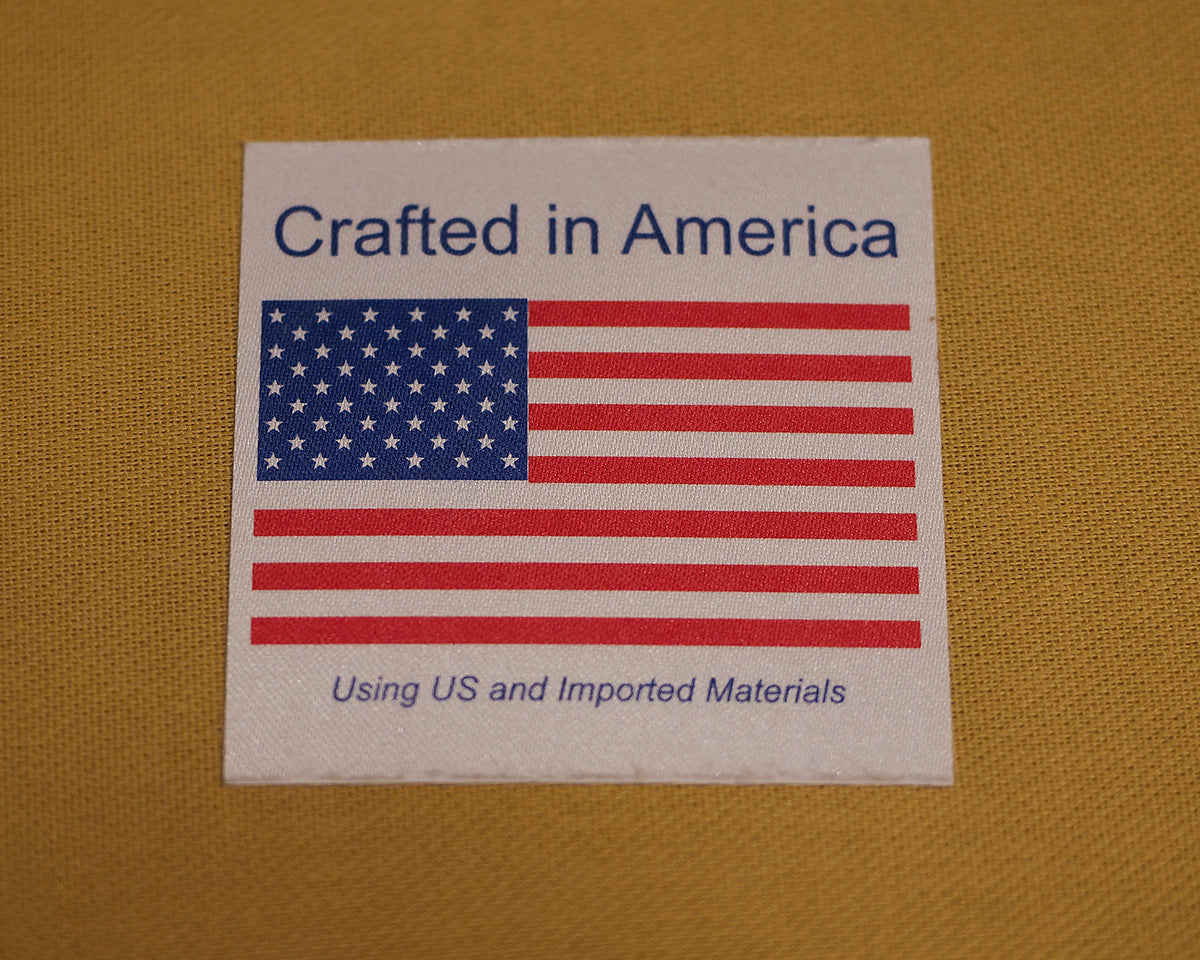 Crafted in America
Using US and Imported Materials